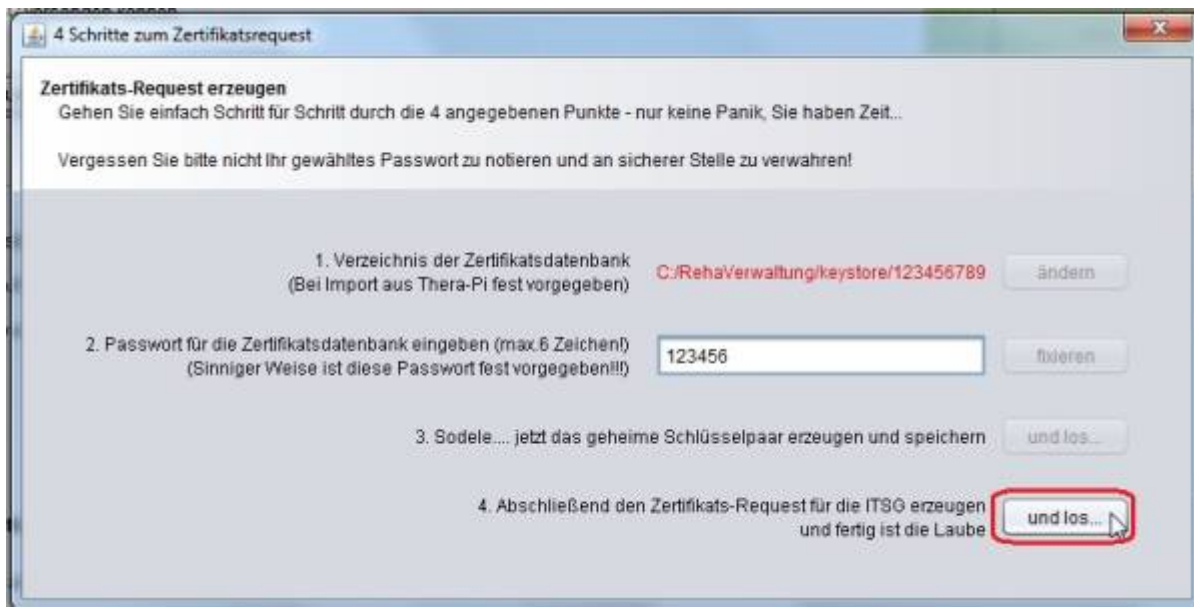 4 Schritte zum Zertifikatsrequest
Zertifikats-Request erzeugen
Gehen Sie einfach Schritt für Schritt durch die 4 angegebenen Punkte - nur keine Panik, Sie haben Zeit...
Vergessen Sie bitte nicht Ihr gewähltes Passwort zu notieren und an sicherer Stelle zu verwahren!
1. Verzeichnis der Zertifikatsdatenbank
(Bei Import aus Thera-Pi fest vorgegeben)
C:/RehaVerwaltung/keystore/123456789
ändern
2. Passwort für die Zertifikatsdatenbank eingeben (max.6 Zeichen!)
(Sinniger Weise ist diese Passwort fest vorgegeben!!!)
123456
fixieren
3. Sodele.... jetzt das geheime Schlüsselpaar erzeugen und speichern
und los...
4. Abschließend den Zertifikats-Request für die ITSG erzeugen
und fertig ist die Laube
und los...